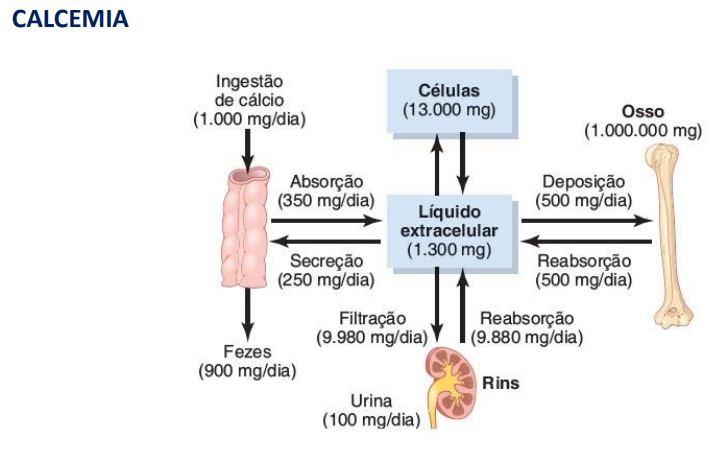 CALCEMIA
Ingestão
de cálcio
(1.000 mg/dia)
Células
(13.000 mg)
Osso
(1.000.000 mg)
Absorção
(350 mg/dia)
Deposição
(500 mg/dia)
Líquido
extracelular
(1.300 mg)
Secreção
(250 mg/dia)
Reabsorção
(500 mg/dia)
Filtração
(9.980 mg/dia)
Reabsorção
(9.880 mg/dia)
Fezes
(900 mg/dia)
Rins
Urina
(100 mg/dia)